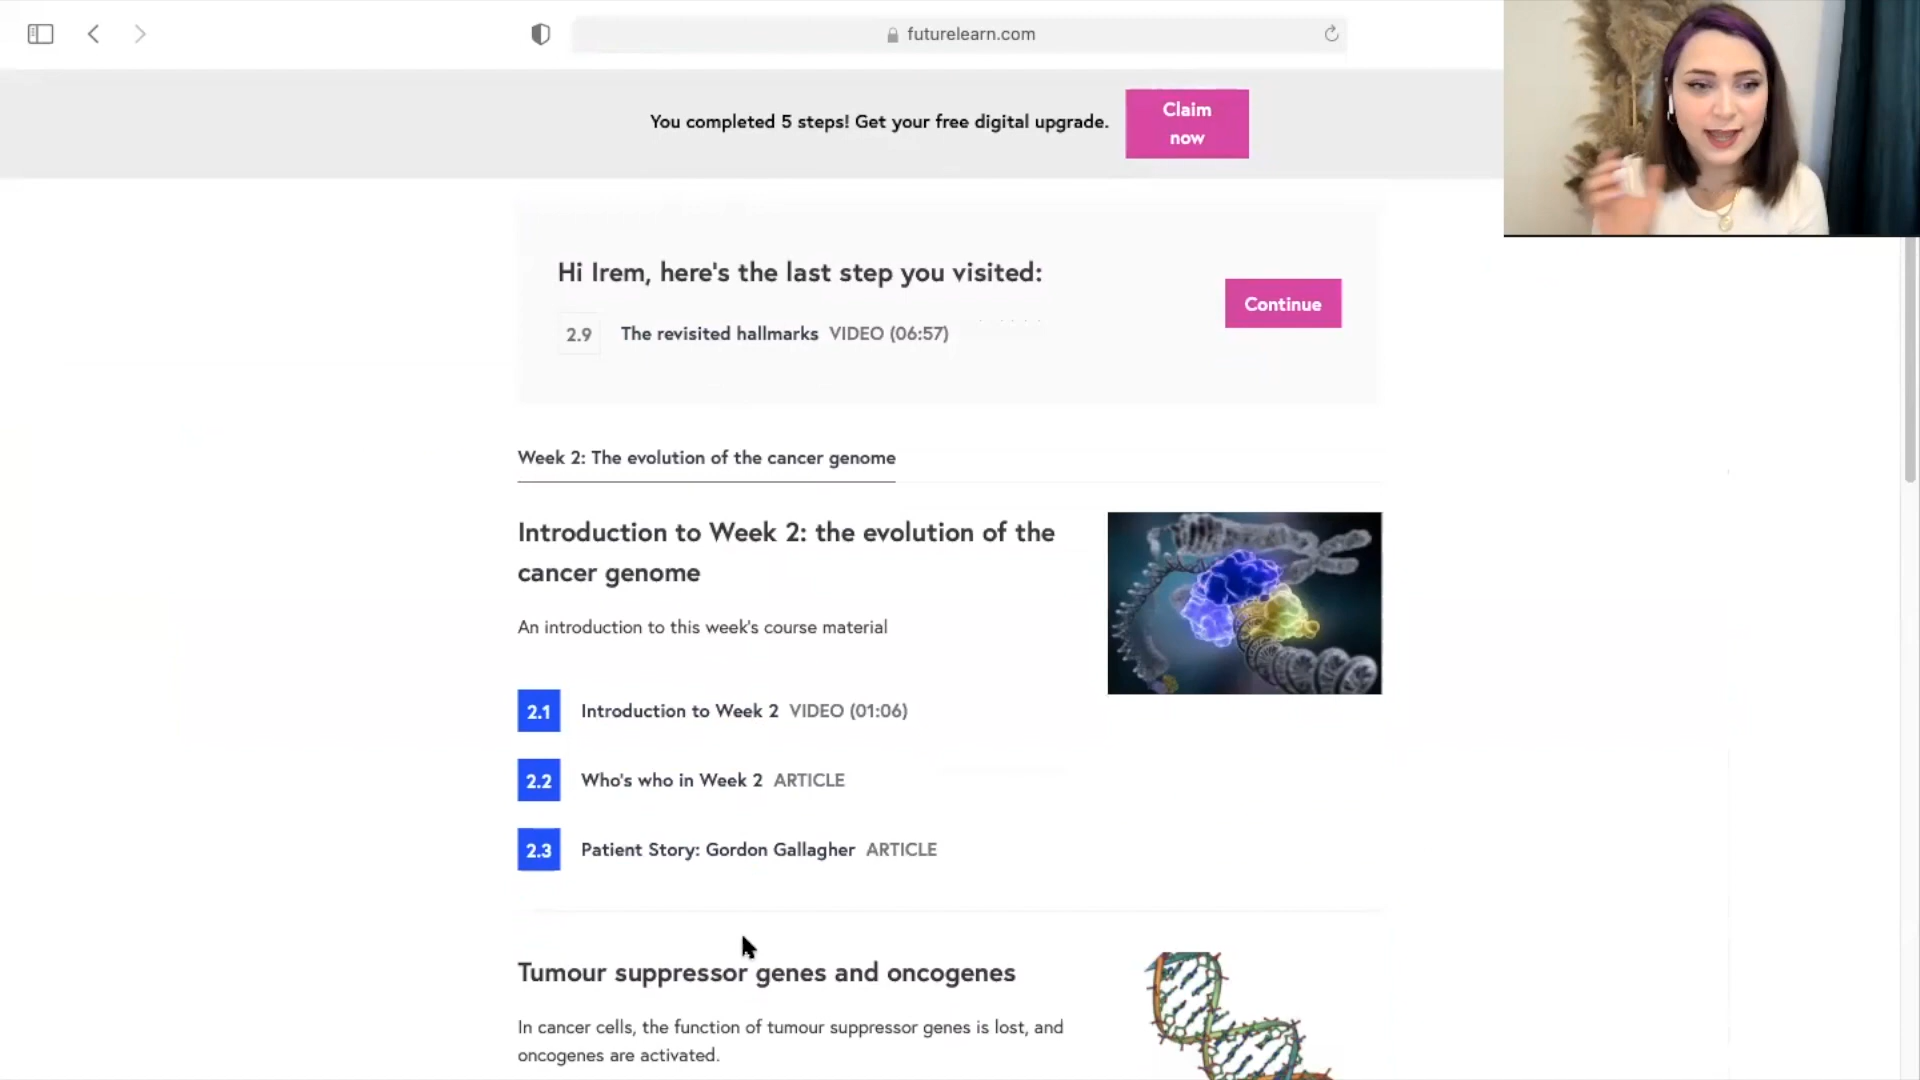 futurelearn.com
You completed 5 steps! Get your free digital upgrade.
Claim
now
Hi Irem, here's the last step you visited:
Continue
2.9 The revisited hallmarks VIDEO (06:57)
Week 2: The evolution of the cancer genome
Introduction to Week 2: the evolution of the
cancer genome
An introduction to this week's course material
2.1 Introduction to Week 2 VIDEO (01:06)
2.2 Who's who in Week 2 ARTICLE
2.3 Patient Story: Gordon Gallagher ARTICLE
Tumour suppressor genes and oncogenes
In cancer cells, the function of tumour suppressor genes is lost, and
oncogenes are activated.